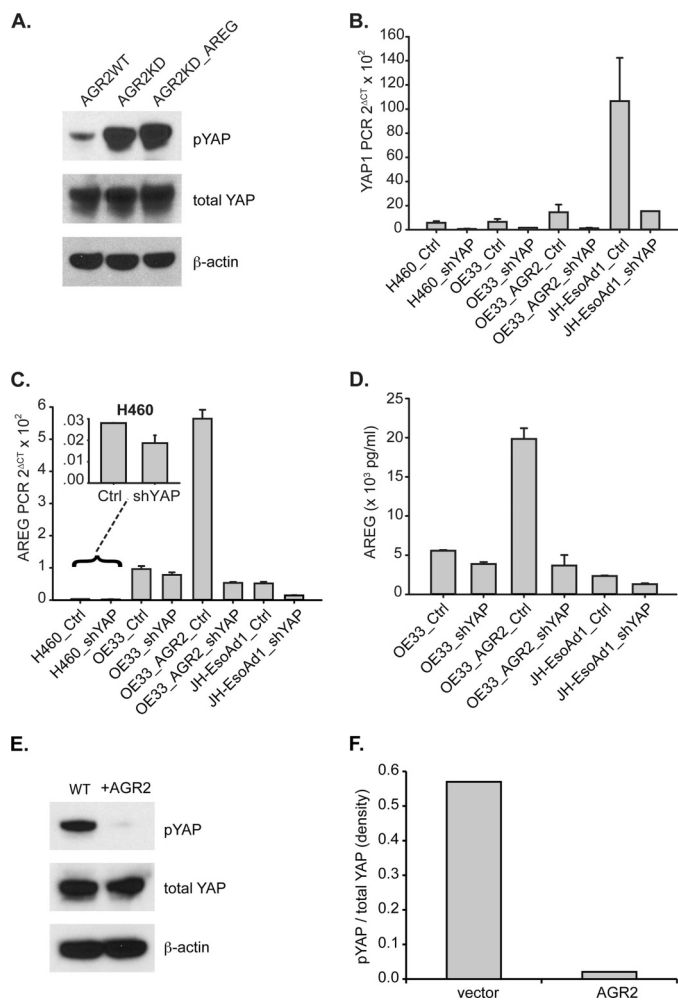 A.
AGR2WT
AGR2KD
AGR2KD_AREG
pYAP
total YAP
β-actin
B.
YAP1 PCR 2^ΔCT x 10^2
160
140
120
100
80
60
40
20
0
H460_Ctrl
H460_shYAP
OE33_Ctrl
OE33_shYAP
OE33_AGR2_Ctrl
OE33_AGR2_shYAP
JH-EsoAd1_Ctrl
JH-EsoAd1_shYAP
C.
AREG PCR 2^ΔCT x 10^2
6
5
4
3
2
1
0
H460
.03
.02
.01
.00
Ctrl
shYAP
H460_Ctrl
H460_shYAP
OE33_Ctrl
OE33_shYAP
OE33_AGR2_Ctrl
OE33_AGR2_shYAP
JH-EsoAd1_Ctrl
JH-EsoAd1_shYAP
D.
AREG
(x 10^3 pg/ml)
25
20
15
10
5
0
OE33_Ctrl
OE33_shYAP
OE33_AGR2_Ctrl
OE33_AGR2_shYAP
JH-EsoAd1_Ctrl
JH-EsoAd1_shYAP
E.
WT +AGR2
pYAP
total YAP
β-actin
F.
pYAP / total YAP (density)
0.6
0.5
0.4
0.3
0.2
0.1
0.0
vector
AGR2